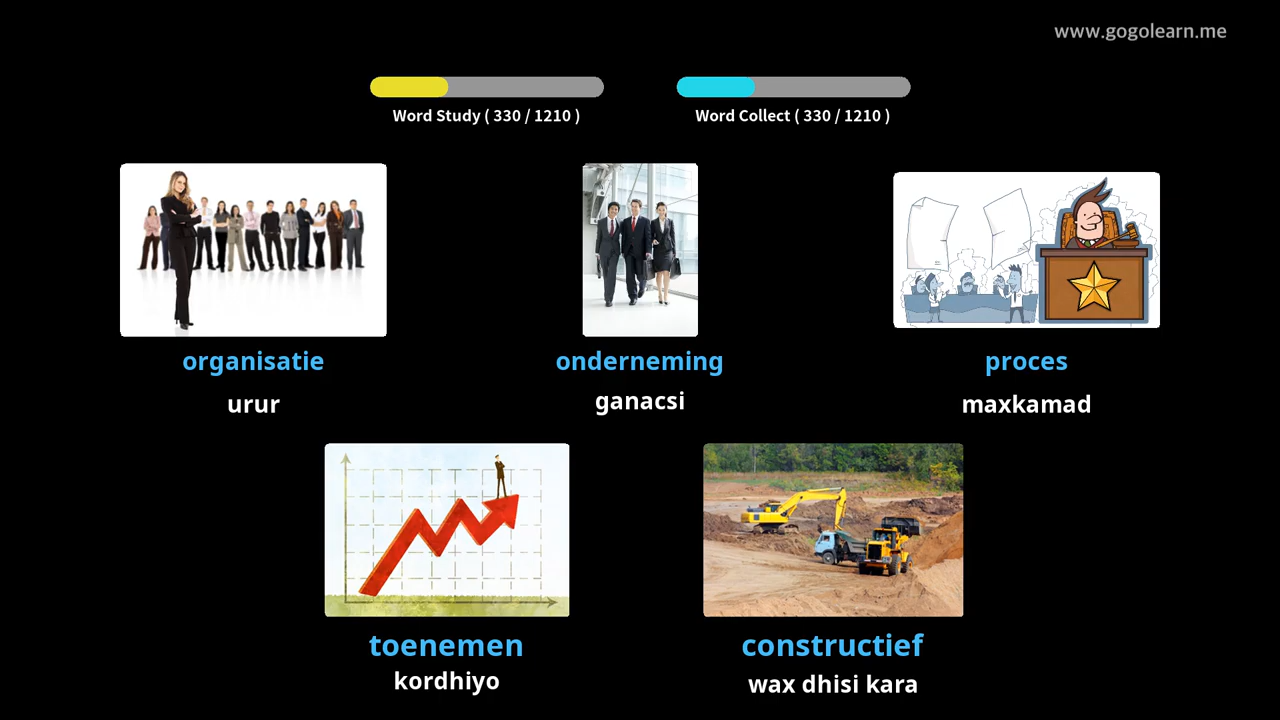 www.gogolearn.me
Word Study ( 330 / 1210 )
Word Collect ( 330 / 1210 )
organisatie
urur
onderneming
ganacsi
proces
maxkamad
toenemen
kordhiyo
constructief
wax dhisi kara